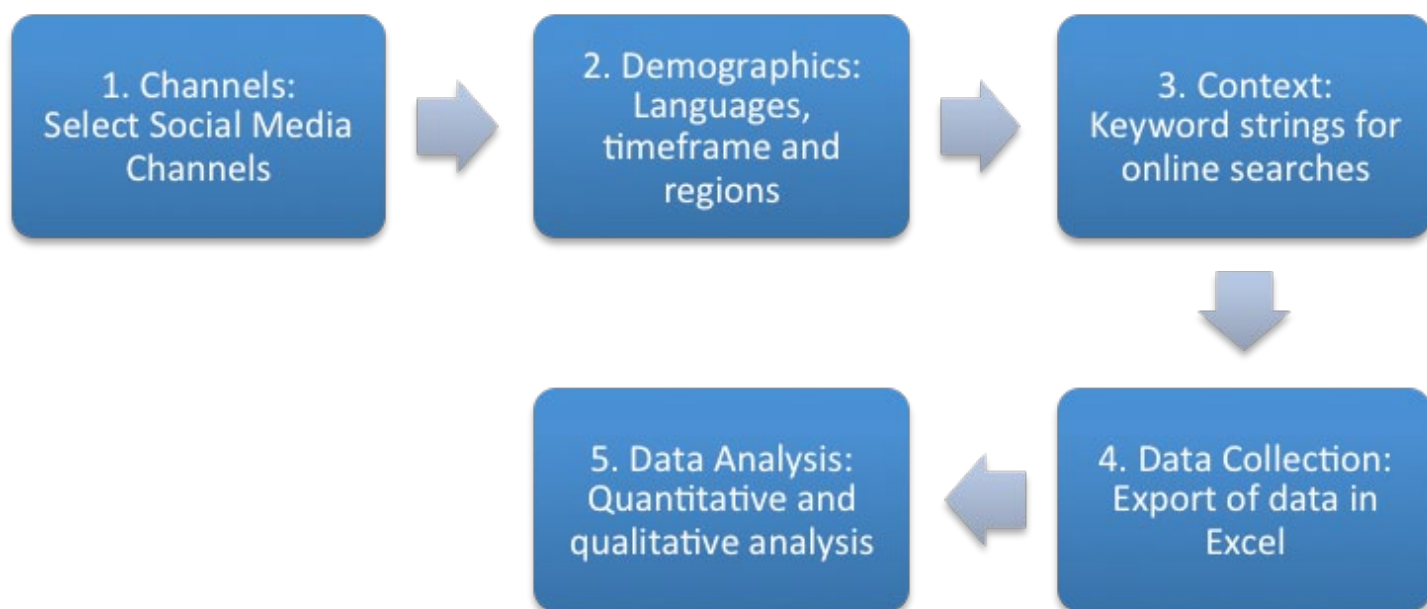 1. Channels:
Select Social Media
Channels
2. Demographics:
Languages,
timeframe and
regions
3. Context:
Keyword strings for
online searches
4. Data Collection:
Export of data in
Excel
5. Data Analysis:
Quantitative and
qualitative analysis